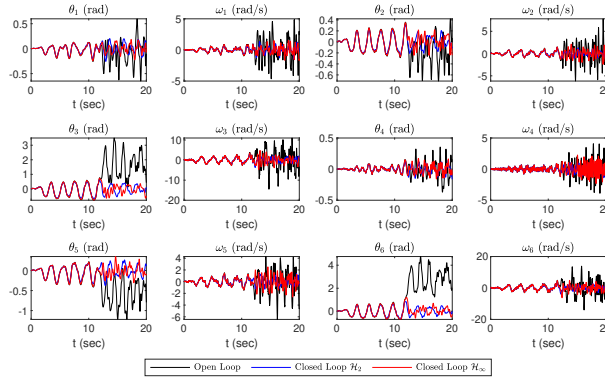 θ₁ (rad) ω₁ (rad/s) θ₂ (rad) ω₂ (rad/s)
0.5 0 -0.5 5 0 -5 0.4 0.2 0 0.2 0.4 0.6 5 0 -5
0 10 20 0 10 20 0 10 20 0 10 20
t (sec) t (sec) t (sec) t (sec)
θ₃ (rad) ω₃ (rad/s) θ₄ (rad) ω₄ (rad/s)
3 2 1 0 10 0 -10 -20 0.5 0 -0.5 5 0 -5
0 10 20 0 10 20 0 10 20 0 10 20
t (sec) t (sec) t (sec) t (sec)
θ₅ (rad) ω₅ (rad/s) θ₆ (rad) ω₆ (rad/s)
0 -0.5 -1 4 2 0 -2 -4 -6 4 2 0 20 0 -20
0 10 20 0 10 20 0 10 20 0 10 20
t (sec) t (sec) t (sec) t (sec)
Open Loop Closed Loop ℋ₂ Closed Loop ℋ∞